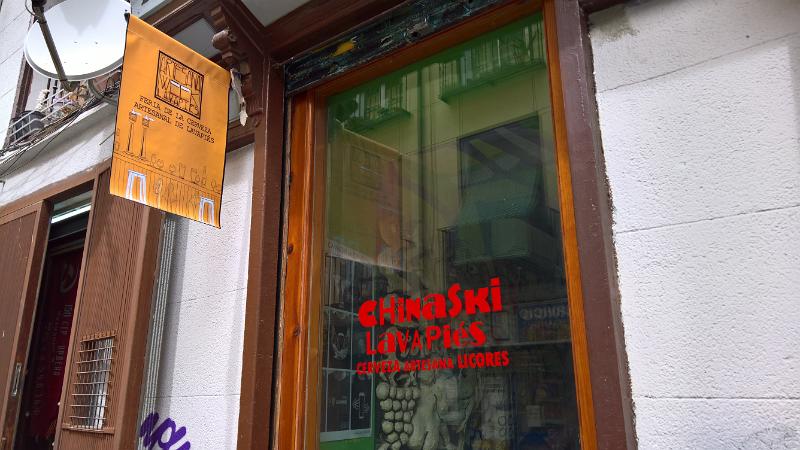 FERIA DE LA CERVEZA
ARTESANAL DE LAVAPIÉS
CHINASKI
LAVAPIÉS
CERVEZA ARTESANA LICORES